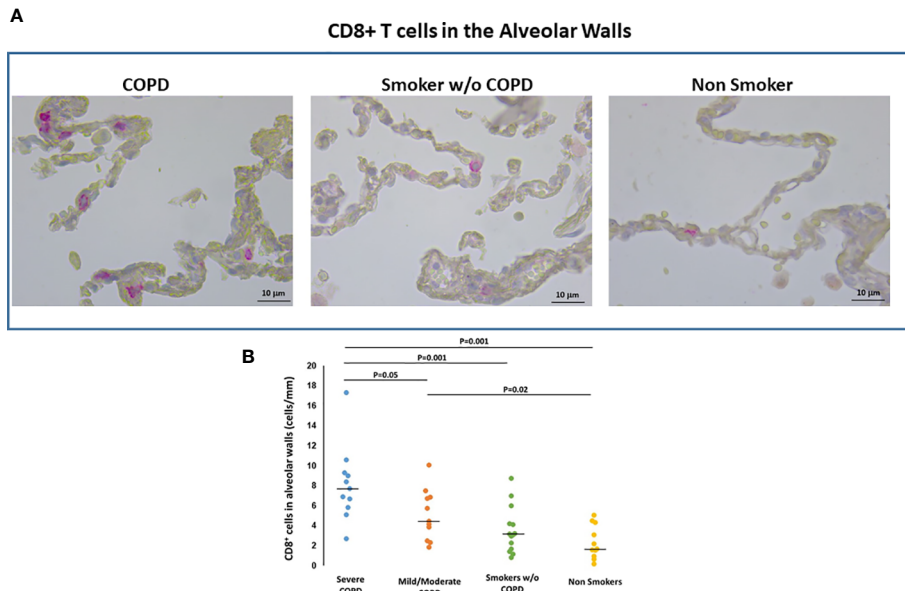 A
CD8+ T cells in the Alveolar Walls
COPD
Smoker w/o COPD
Non Smoker
10 µm
10 µm
10 µm
B
P=0.001
P=0.001
P=0.05
P=0.02
CD8+ cells in alveolar walls (cells/mm)
20
18
16
14
12
10
8
6
4
2
0
Severe
COPD
Mild/Moderate
Smokers w/o
COPD
Non Smokers